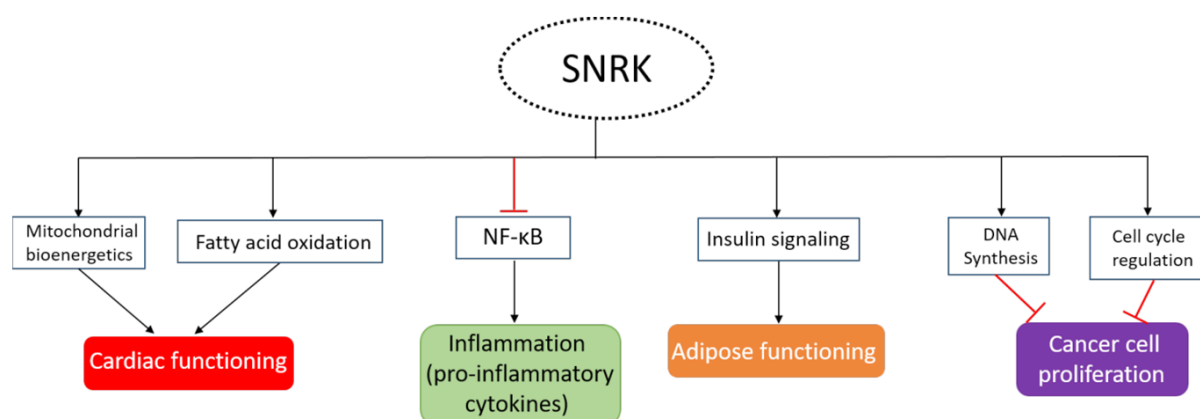 SNRK
Mitochondrial
bioenergetics
Fatty acid oxidation
NF-κB
Insulin signaling
DNA
Synthesis
Cell cycle
regulation
Cardiac functioning
Inflammation
(pro-inflammatory
cytokines)
Adipose functioning
Cancer cell
proliferation